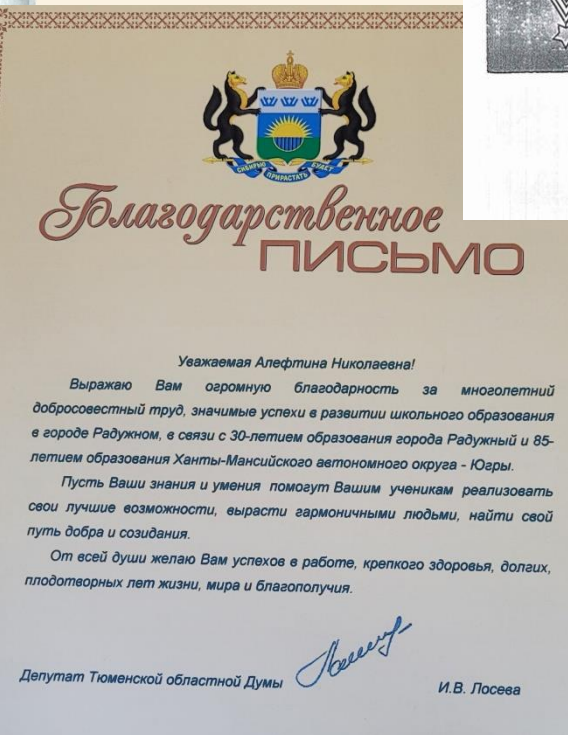 СИБИРЬЮ ПРИРАСТАТЬ БУДЕТ
Благодарственное
ПИСЬМО
Уважаемая Алефтина Николаевна!
Выражаю Вам огромную благодарность за многолетний
добросовестный труд, значимые успехи в развитии школьного образования
в городе Радужном, в связи с 30-летием образования города Радужный и 85-
летием образования Ханты-Мансийского автономного округа - Югры.
Пусть Ваши знания и умения помогут Вашим ученикам реализовать
свои лучшие возможности, вырасти гармоничными людьми, найти свой
путь добра и созидания.
От всей души желаю Вам успехов в работе, крепкого здоровья, долгих,
плодотворных лет жизни, мира и благополучия.
Депутат Тюменской областной Думы
И.В. Лосева